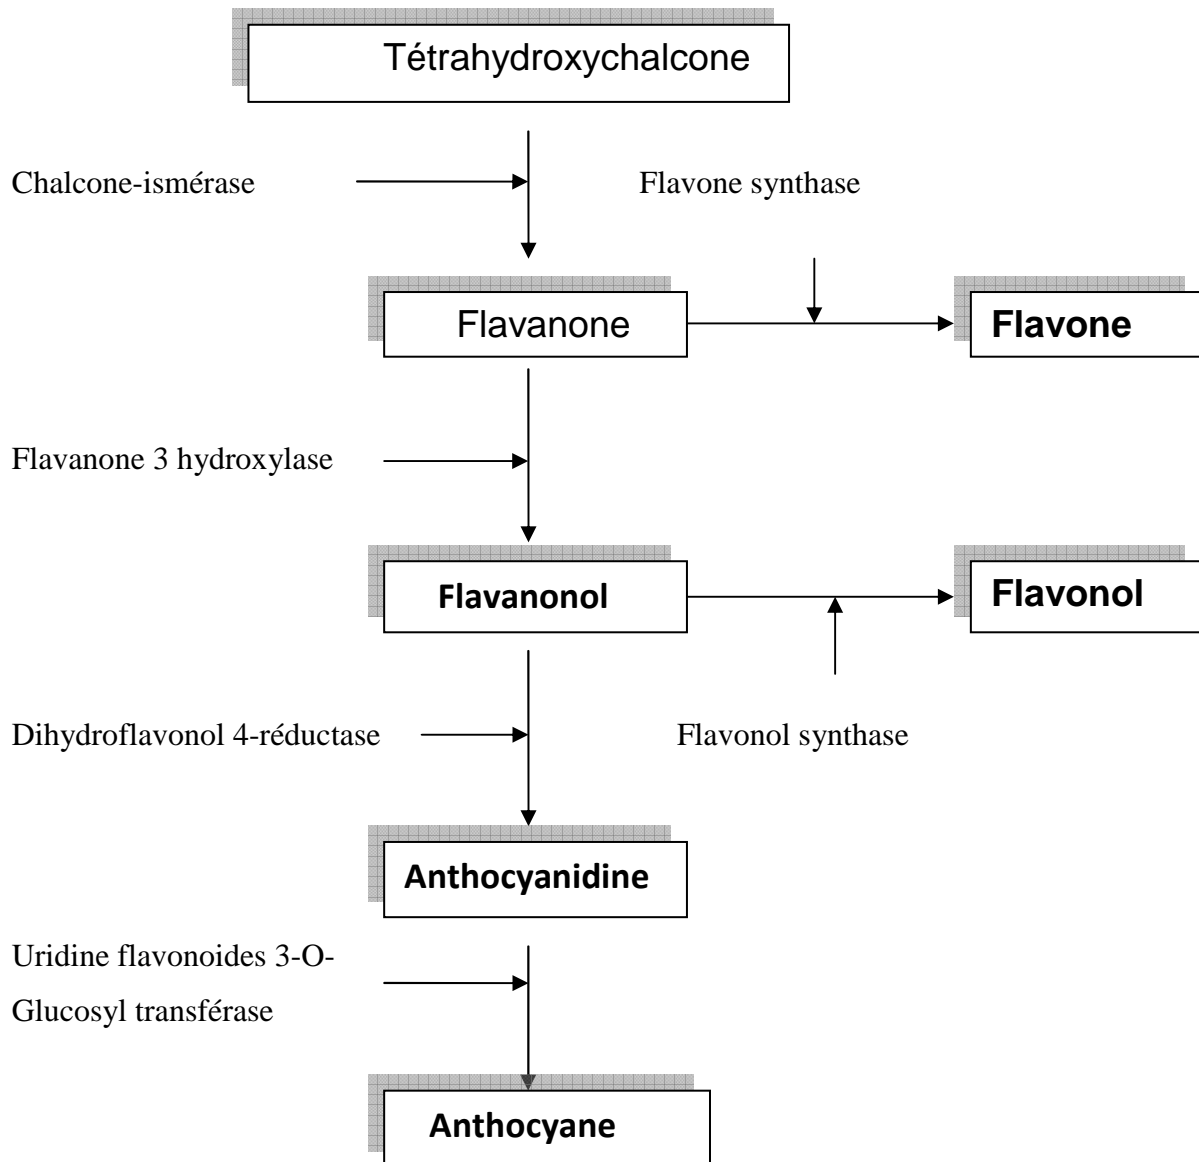 Tétrahydroxychalcone
Chalcone-ismérase
Flavone synthase
Flavanone
Flavone
Flavanone 3 hydroxylase
Flavanonol
Flavonol
Dihydroflavonol 4-réductase
Flavonol synthase
Anthocyanidine
Uridine flavonoides 3-O-
Glucosyl transférase
Anthocyane